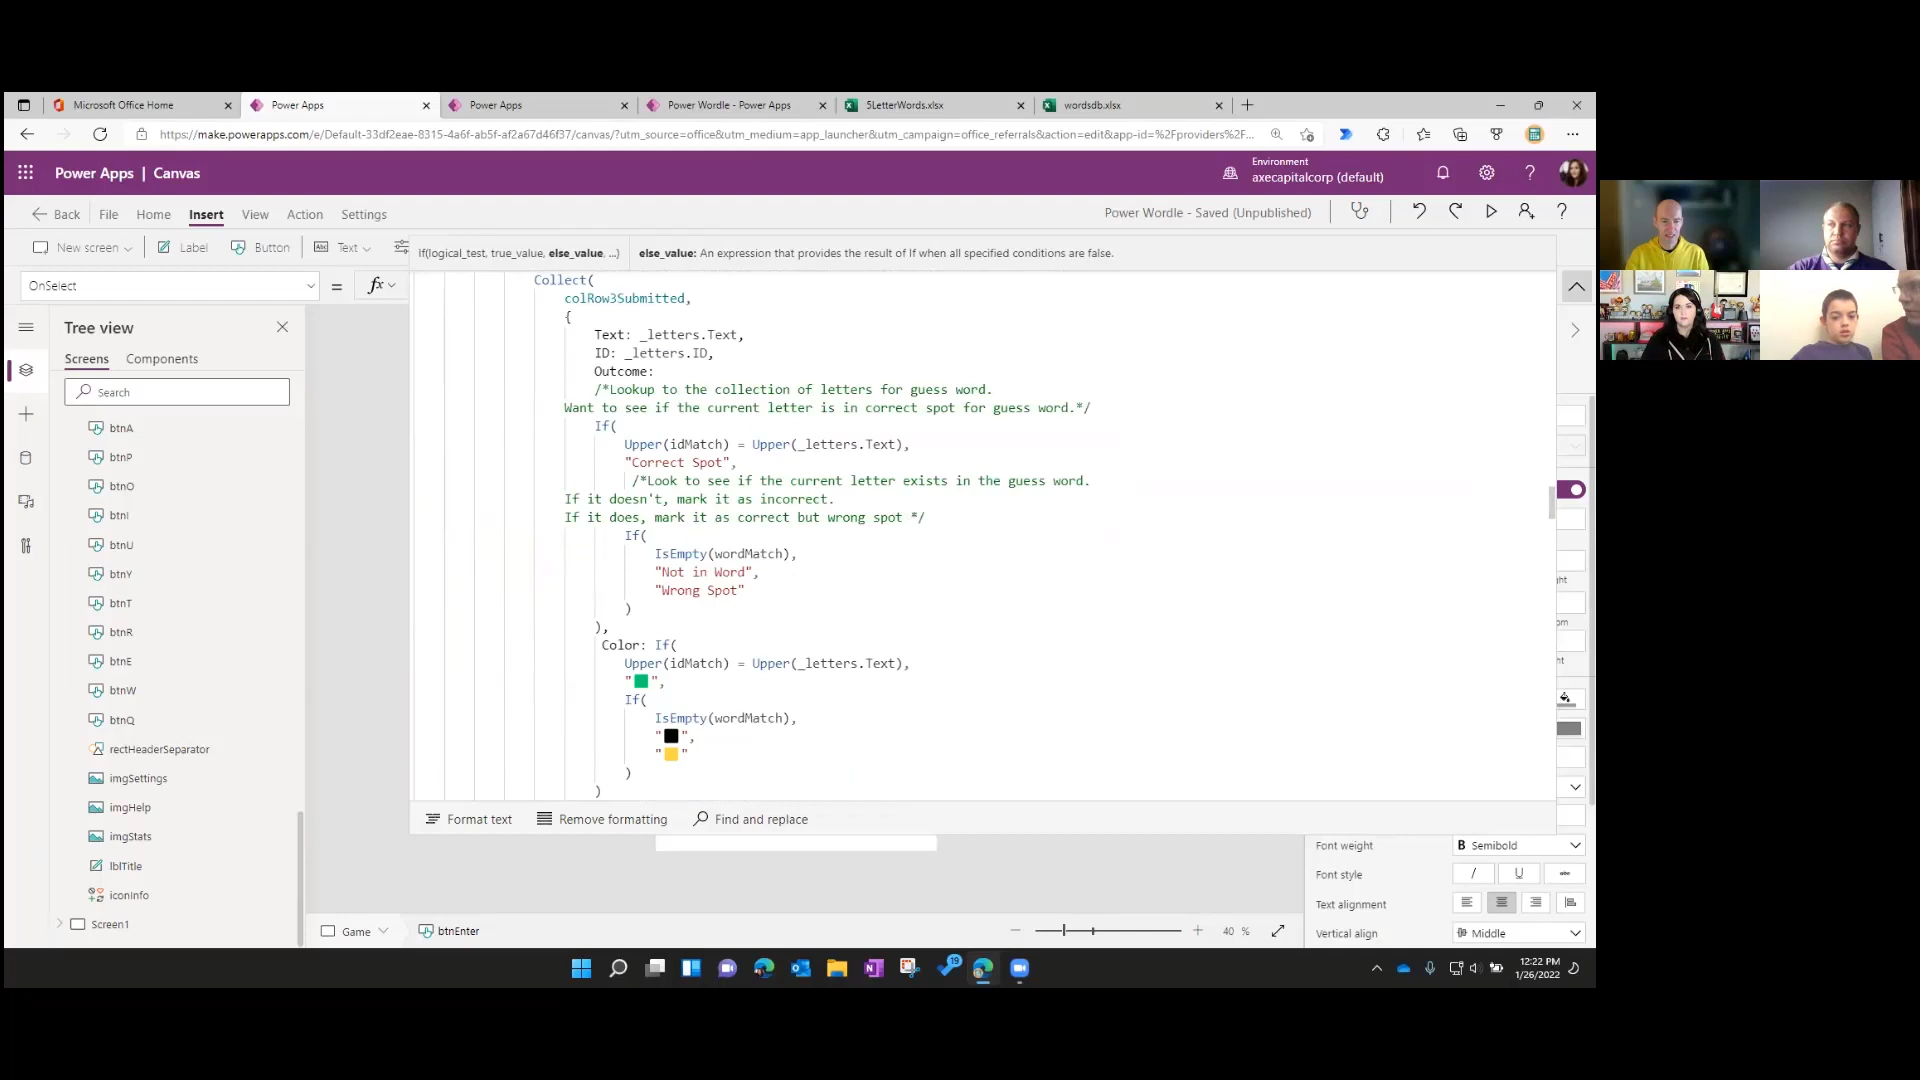 Microsoft Office Home
Power Apps
Power Apps
Power Wordle - Power Apps
5LetterWords.xlsx
wordsdb.xlsx
https://make.powerapps.com/e/Default-33df2eae-8315-4a6f-ab5f-af2a67d46f37/canvas/?utm_source=office&utm_medium=app_launcher&utm_campaign=office_referrals&action=edit&app-id=%2Fproviders%2F...
Power Apps | Canvas
Environment
axecapitalcorp (default)
Back File Home Insert View Action Settings
Power Wordle - Saved (Unpublished)
New screen Label Button Abc Text
If(logical_test, true_value, else_value, ...) else_value: An expression that provides the result of If when all specified conditions are false.
OnSelect = fx
Tree view
Screens Components
Search
btnA
btnP
btnO
btnI
btnU
btnY
btnT
btnR
btnE
btnW
btnQ
rectHeaderSeparator
imgSettings
imgHelp
imgStats
lblTitle
iconInfo
Screen1
Collect(
colRow3Submitted,
{
Text: _letters.Text,
ID: _letters.ID,
Outcome:
/*Lookup to the collection of letters for guess word.
Want to see if the current letter is in correct spot for guess word.*/
If(
Upper(idMatch) = Upper(_letters.Text),
"Correct Spot",
/*Look to see if the current letter exists in the guess word.
If it doesn't, mark it as incorrect.
If it does, mark it as correct but wrong spot */
If(
IsEmpty(wordMatch),
"Not in Word",
"Wrong Spot"
)
),
Color: If(
Upper(idMatch) = Upper(_letters.Text),
"🟩",
If(
IsEmpty(wordMatch),
"⬛",
"🟨"
)
)
Format text Remove formatting Find and replace
ght
om
ht
Font weight B Semibold
Font style / U abc
Text alignment
Vertical align Middle
Game btnEnter
40 %
19
12:22 PM
1/26/2022